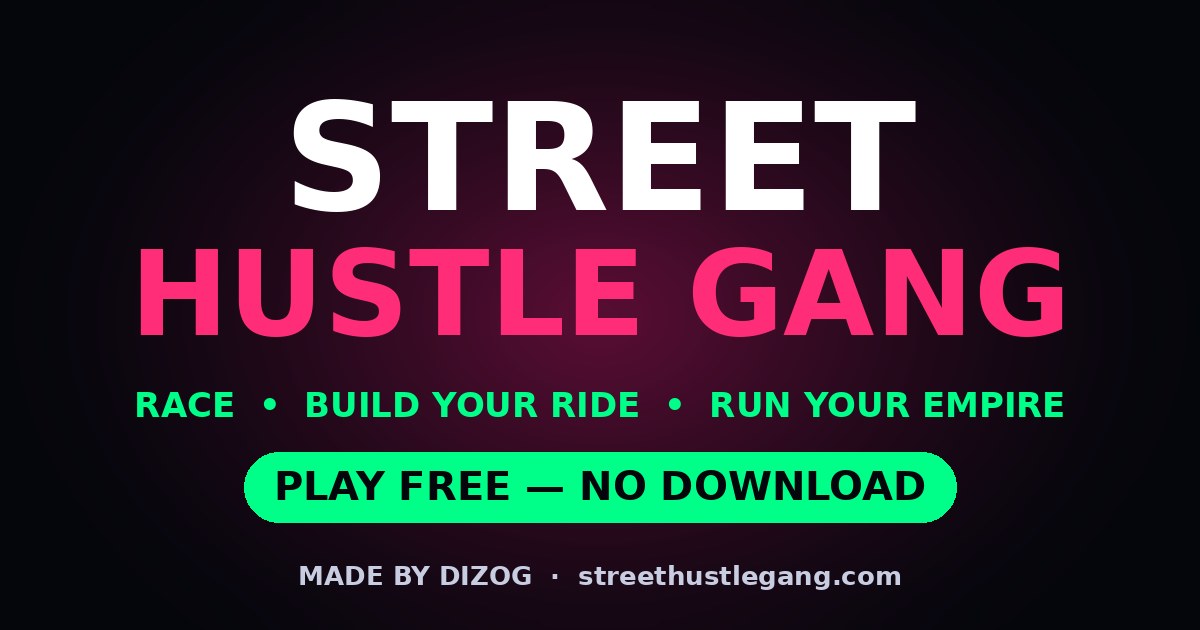 STREET
HUSTLE GANG
RACE • BUILD YOUR RIDE • RUN YOUR EMPIRE
PLAY FREE — NO DOWNLOAD
MADE BY DIZOG · streethustlegang.com